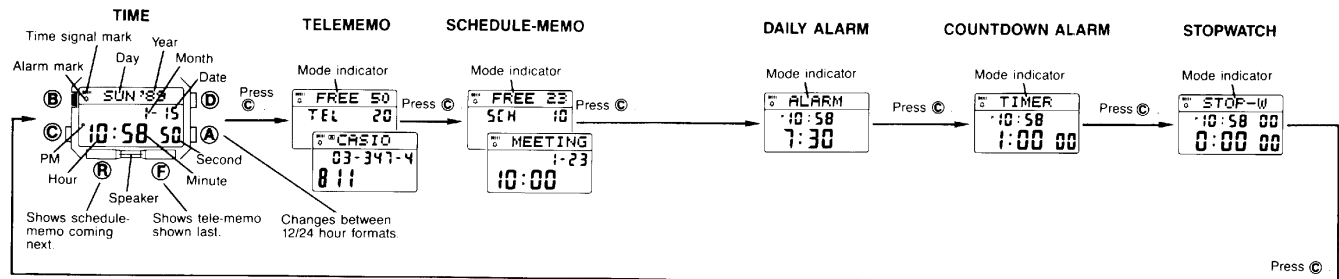 TIME
Time signal mark
Year
Alarm mark
Day
Month
Date
B
SUN '89
D
1-15
C
10:58 50
A
PM
Second
Hour
Minute
R
F
Speaker
Shows schedule-
memo coming
next.
Shows tele-memo
shown last.
Changes between
12/24 hour formats.
Press
C
TELEMEMO
Mode indicator
FREE 50
TEL 20
CASIO
03-347-4
811
Press C
SCHEDULE-MEMO
Mode indicator
FREE 23
SCH 10
MEETING
1-23
10:00
Press C
DAILY ALARM
Mode indicator
ALARM
10:58
7:30
Press C
COUNTDOWN ALARM
Mode indicator
TIMER
10:58
1:00 00
Press C
STOPWATCH
Mode indicator
STOP-W
10:58 00
0:00 00
Press C